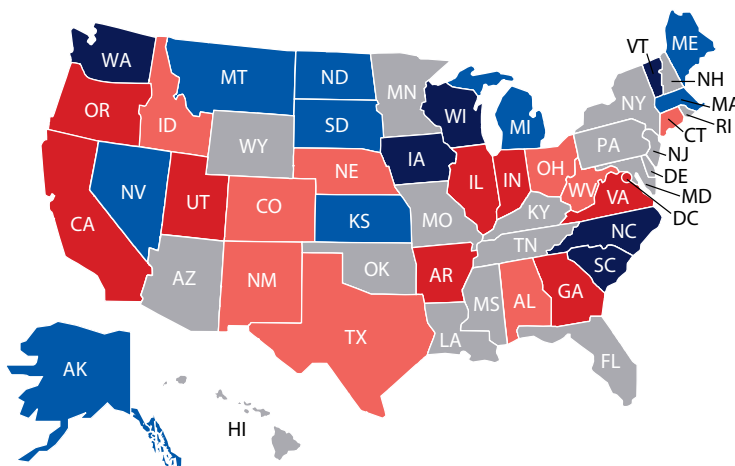 WA
VT
ME
MT
ND
MN
NH
OR
NY
MA
ID
WI
SD
MI
RI
WY
CT
PA
IA
NJ
NE
OH
DE
NV
IL
IN
UT
WV
MD
CA
CO
VA
KS
MO
KY
DC
NC
TN
OK
AZ
NM
AR
SC
MS
AL
GA
TX
LA
FL
AK
HI